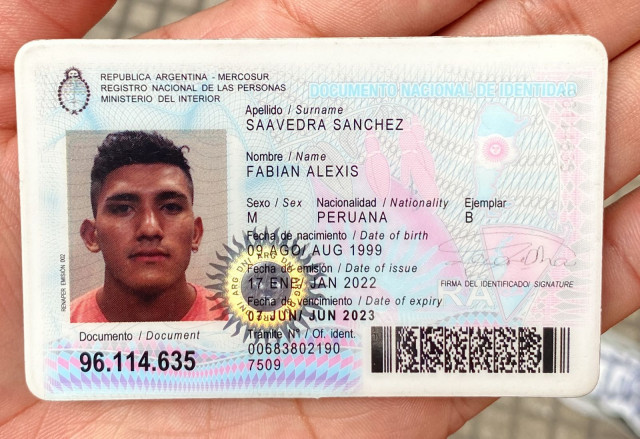 REPUBLICA ARGENTINA - MERCOSUR
REGISTRO NACIONAL DE LAS PERSONAS
MINISTERIO DEL INTERIOR
DOCUMENTO NACIONAL DE IDENTIDAD
Apellido / Surname
SAAVEDRA SANCHEZ
Nombre / Name
FABIAN ALEXIS
Sexo / Sex Nacionalidad / Nationality Ejemplar
M PERUANA B
Fecha de nacimiento / Date of birth
09 AGO/ AUG 1999
Fecha de emisión / Date of issue
17 ENE/ JAN 2022
Fecha de vencimiento / Date of expiry
07 JUN/ JUN 2023
Trámite N° / Of. ident.
00683802190
7509
FIRMA DEL IDENTIFICADO/ SIGNATURE
Documento / Document
96.114.635